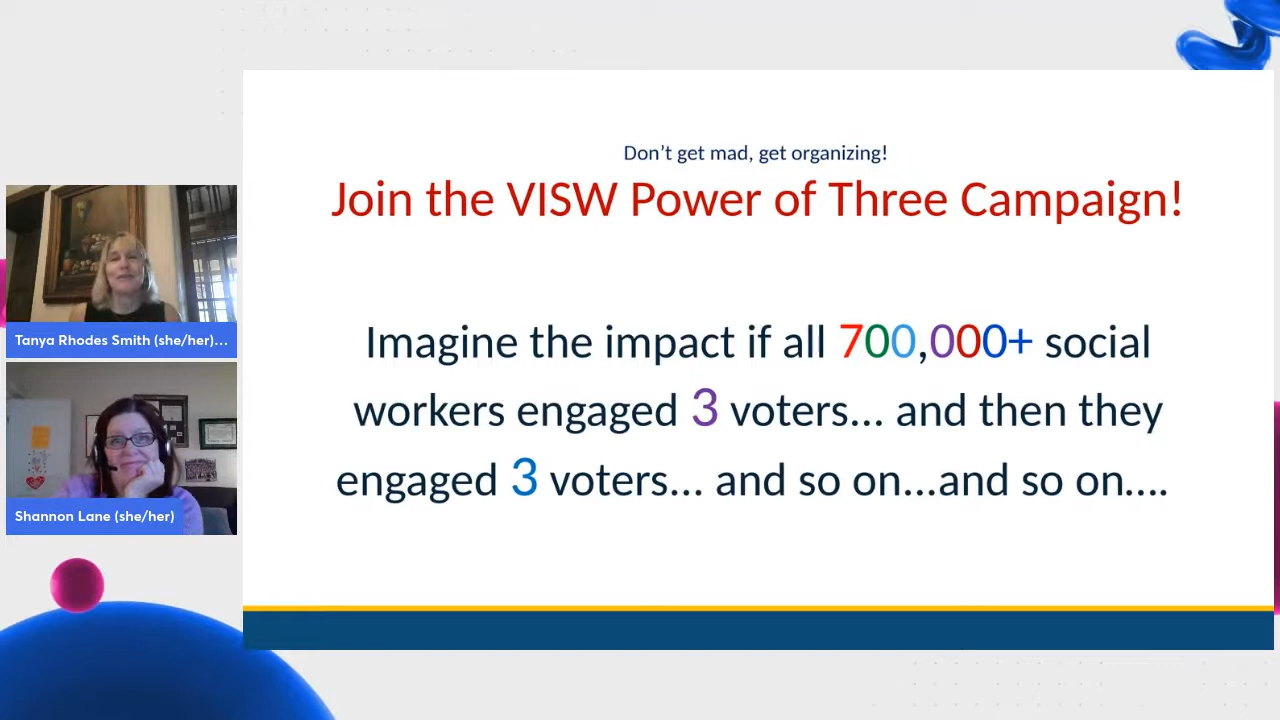 Don't get mad, get organizing!
Join the VISW Power of Three Campaign!
Imagine the impact if all 700,000+ social
workers engaged 3 voters... and then they
engaged 3 voters... and so on...and so on....
Tanya Rhodes Smith (she/her)...
Shannon Lane (she/her)